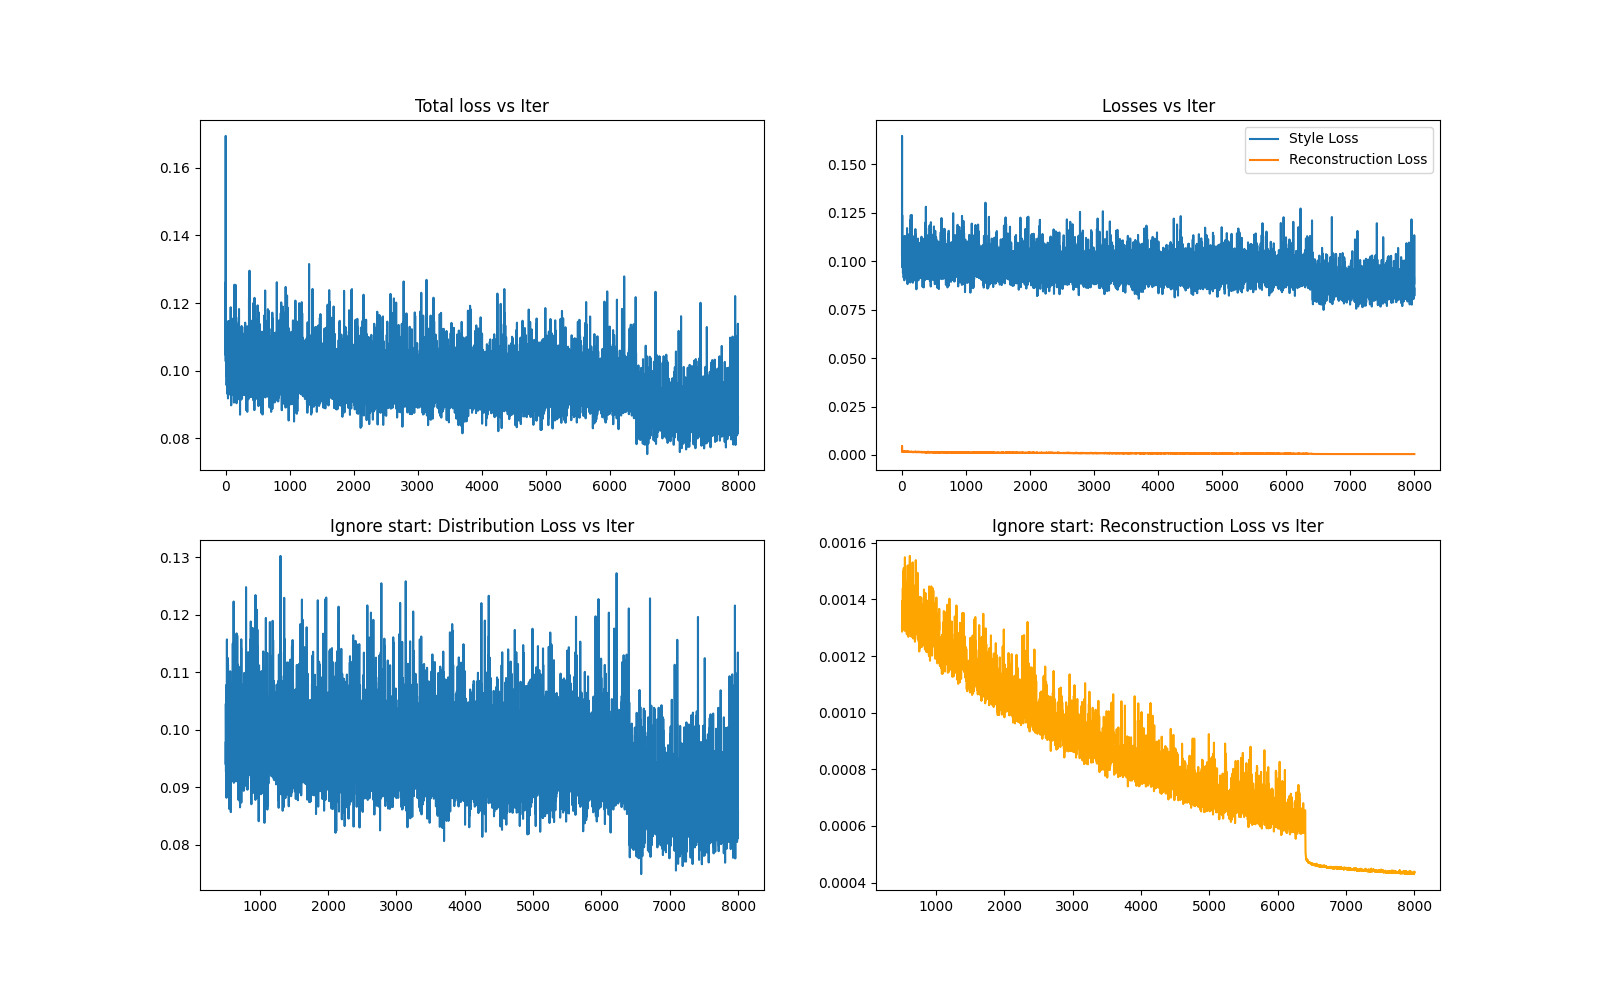 Total loss vs Iter
0.16
0.14
0.12
0.10
0.08
0 1000 2000 3000 4000 5000 6000 7000 8000
Losses vs Iter
Style Loss
Reconstruction Loss
0.150
0.125
0.100
0.075
0.050
0.025
0.000
0 1000 2000 3000 4000 5000 6000 7000 8000
Ignore start: Distribution Loss vs Iter
0.13
0.12
0.11
0.10
0.09
0.08
1000 2000 3000 4000 5000 6000 7000 8000
Ignore start: Reconstruction Loss vs Iter
0.0016
0.0014
0.0012
0.0010
0.0008
0.0006
0.0004
1000 2000 3000 4000 5000 6000 7000 8000